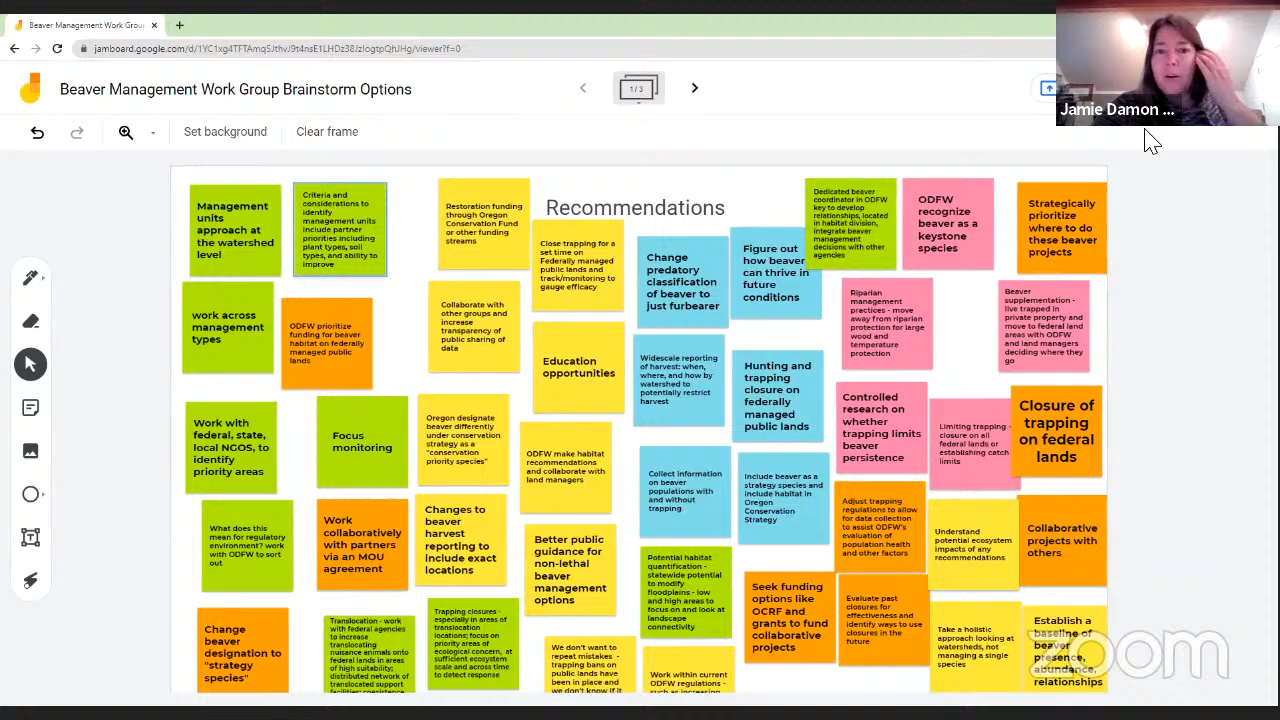 Beaver Management Work Grou
jamboard.google.com/d/1YC1xg4TFTAmqSJthvJ9t4nsE1LHDz38JzlogtpQhJHg/viewer?f=0
Jamie Damon ...
Beaver Management Work Group Brainstorm Options
1/3
Set background
Clear frame
Recommendations
Management
units
approach at
the watershed
level
Criteria and
considerations to
identify
management units
include partner
priorities including
plant types, soil
types, and ability to
improve
Restoration funding
through Oregon
Conservation Fund
or other funding
streams
Close trapping for a
set time on
Federally managed
public lands and
track/monitoring to
gauge efficacy
Change
predatory
classification
of beaver to
just furbearer
Figure out
how beaver
can thrive in
future
conditions
Dedicated beaver
coordinator in ODFW
key to develop
relationships, located
in habitat division,
integrate beaver
management
decisions with other
agencies
ODFW
recognize
beaver as a
keystone
species
Strategically
prioritize
where to do
these beaver
projects
work across
management
types
ODFW prioritize
funding for beaver
habitat on federally
managed public
lands
Collaborate with
other groups and
increase
transparency of
public sharing of
data
Education
opportunities
Widescale reporting
of harvest: when,
where, and how by
watershed to
potentially restrict
harvest
Hunting and
trapping
closure on
federally
managed
public lands
Riparian
management
practices - move
away from riparian
protection for large
wood and
temperature
protection
Beaver
supplementation -
live trapped in
private property and
move to federal land
areas with ODFW
and land managers
deciding where they
go
Work with
federal, state,
local NGOS, to
identify
priority areas
Focus
monitoring
Oregon designate
beaver differently
under conservation
strategy as a
"conservation
priority species"
ODFW make habitat
recommendations
and collaborate with
land managers
Collect information
on beaver
populations with
and without
trapping
Include beaver as a
strategy species and
include habitat in
Oregon
Conservation
Strategy
Controlled
research on
whether
trapping limits
beaver
persistence
Limiting trapping -
closure on all
federal lands or
establishing catch
limits
Closure of
trapping
on federal
lands
What does this
mean for regulatory
environment? work
with ODFW to sort
out
Work
collaboratively
with partners
via an MOU
agreement
Changes to
beaver
harvest
reporting to
include exact
locations
Better public
guidance for
non-lethal
beaver
management
options
Potential habitat
quantification -
statewide potential
to modify
floodplains - low
and high areas to
focus on and look at
landscape
connectivity
Seek funding
options like
OCRF and
grants to fund
collaborative
projects
Adjust trapping
regulations to allow
for data collection
to assist ODFW's
evaluation of
population health
and other factors
Understand
potential ecosystem
impacts of any
recommendations
Collaborative
projects with
others
Change
beaver
designation to
"strategy
species"
Translocation - work
with federal agencies
to increase
translocating
nuisance animals onto
federal lands in areas
of high suitability;
distributed network of
translocated support
facilities; coexistence
Trapping closures -
especially in areas of
translocation
locations; focus on
priority areas of
ecological concern, at
sufficient ecosystem
scale and across time
to detect response
We don't want to
repeat mistakes -
trapping bans on
public lands have
been in place and
we don't know if it
Work within current
ODFW regulations -
such as increasing
Evaluate past
closures for
effectiveness and
identify ways to use
closures in the
future
Take a holistic
approach looking at
watersheds, not
managing a single
species
Establish a
baseline of
beaver
presence,
abundance,
relationships
zoom